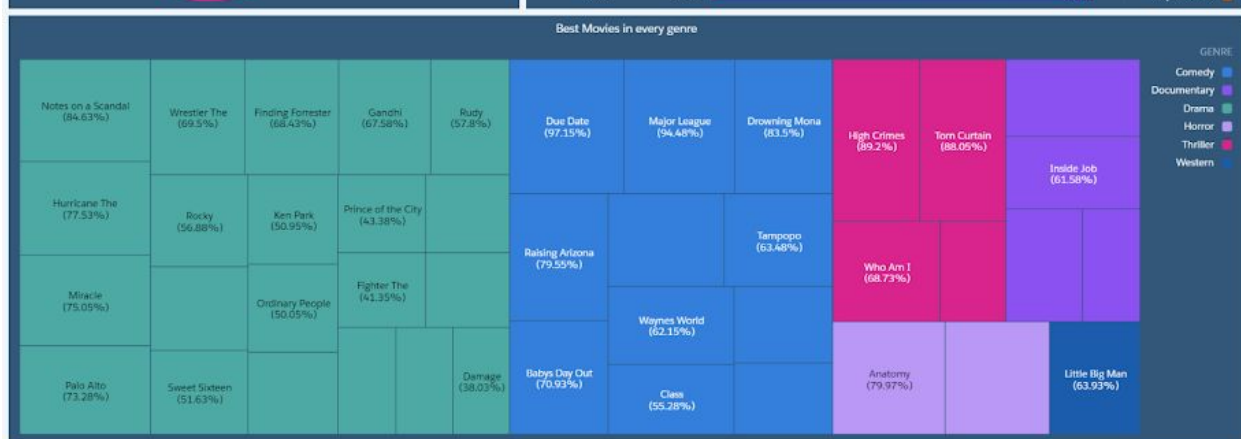 Best Movies in every genre
GENRE
Comedy
Documentary
Drama
Horror
Thriller
Western
Notes on a Scandal
(84.63%)
Wrestler The
(69.5%)
Finding Forrester
(68.43%)
Gandhi
(67.58%)
Rudy
(57.8%)
Due Date
(97.15%)
Major League
(94.48%)
Drowning Mona
(83.5%)
High Crimes
(89.2%)
Torn Curtain
(88.05%)
Inside Job
(61.58%)
Hurricane The
(77.53%)
Rocky
(56.88%)
Ken Park
(50.95%)
Prince of the City
(43.38%)
Raising Arizona
(79.55%)
Tampopo
(63.48%)
Who Am I
(68.73%)
Miracle
(75.05%)
Ordinary People
(50.05%)
Fighter The
(41.35%)
Waynes World
(62.15%)
Palo Alto
(73.28%)
Sweet Sixteen
(51.63%)
Damage
(38.03%)
Babys Day Out
(70.93%)
Class
(55.28%)
Anatomy
(79.97%)
Little Big Man
(63.93%)